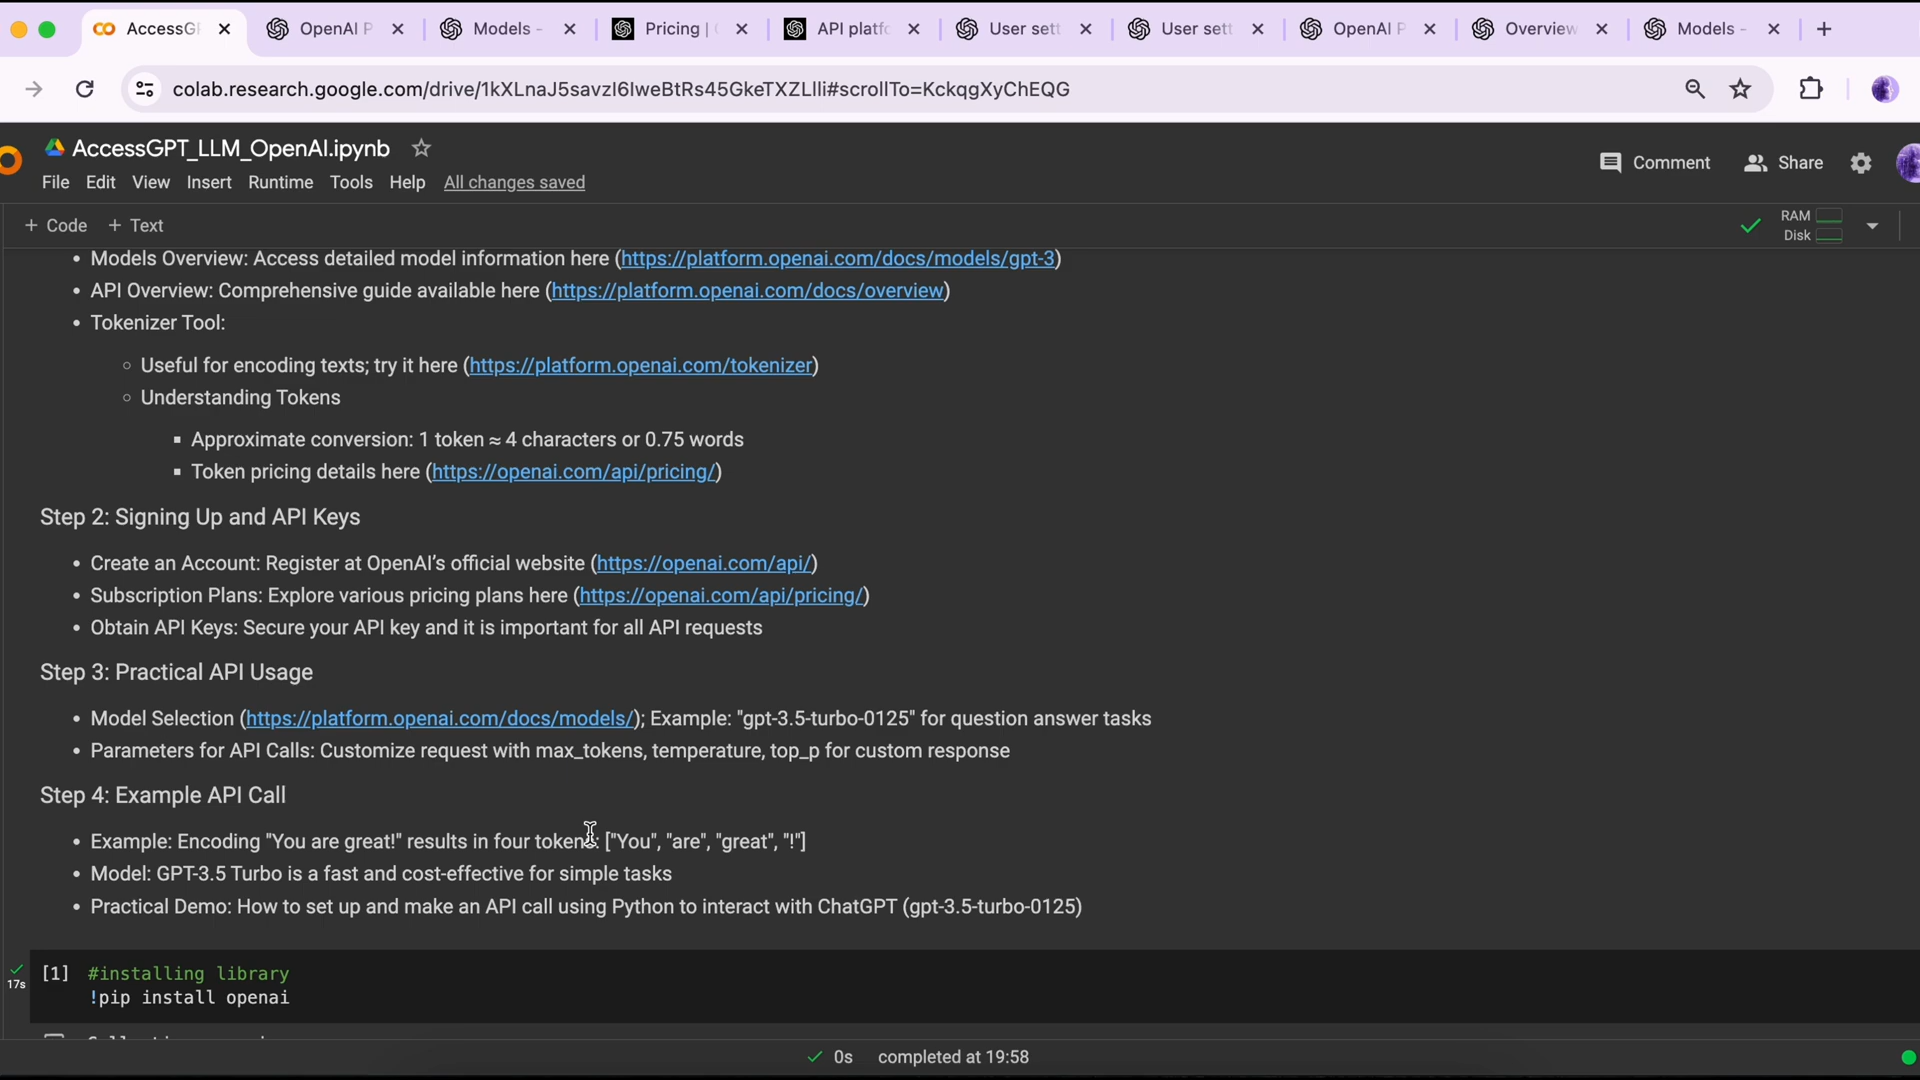 AccessG
OpenAI P
Models -
Pricing | (
API platfo
User sett
User sett
OpenAI P
Overview
Models -
colab.research.google.com/drive/1kXLnaJ5savzI6IweBtRs45GkeTXZLlli#scrollTo=KckqgXyChEQG
AccessGPT_LLM_OpenAI.ipynb
Comment
Share
File Edit View Insert Runtime Tools Help All changes saved
+ Code + Text
RAM
Disk
• Models Overview: Access detailed model information here (https://platform.openai.com/docs/models/gpt-3)
• API Overview: Comprehensive guide available here (https://platform.openai.com/docs/overview)
• Tokenizer Tool:
◦ Useful for encoding texts; try it here (https://platform.openai.com/tokenizer)
◦ Understanding Tokens
▪ Approximate conversion: 1 token ≈ 4 characters or 0.75 words
▪ Token pricing details here (https://openai.com/api/pricing/)
Step 2: Signing Up and API Keys
• Create an Account: Register at OpenAI’s official website (https://openai.com/api/)
• Subscription Plans: Explore various pricing plans here (https://openai.com/api/pricing/)
• Obtain API Keys: Secure your API key and it is important for all API requests
Step 3: Practical API Usage
• Model Selection (https://platform.openai.com/docs/models/); Example: "gpt-3.5-turbo-0125" for question answer tasks
• Parameters for API Calls: Customize request with max_tokens, temperature, top_p for custom response
Step 4: Example API Call
• Example: Encoding "You are great!" results in four tokens: ["You", "are", "great", "!"]
• Model: GPT-3.5 Turbo is a fast and cost-effective for simple tasks
• Practical Demo: How to set up and make an API call using Python to interact with ChatGPT (gpt-3.5-turbo-0125)
[1] #installing library
17s
!pip install openai
0s completed at 19:58